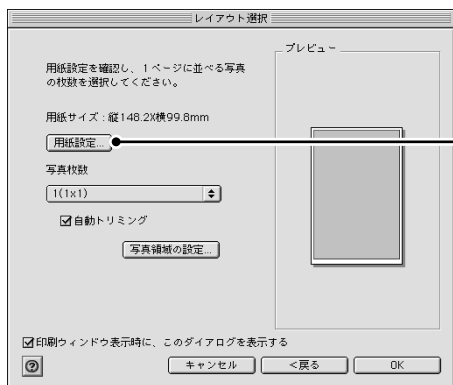 レイアウト選択
用紙設定を確認し、1ページに並べる写真
の枚数を選択してください。
用紙サイズ：縦148.2X横99.8mm
用紙設定...
写真枚数
1(1x1)
自動トリミング
写真領域の設定...
プレビュー
印刷ウィンドウ表示時に、このダイアログを表示する
?
キャンセル
<戻る
OK